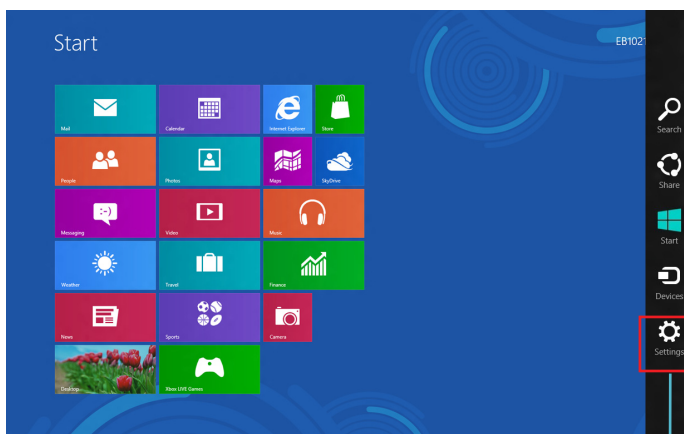 Start
EB1021
Mail
Calendar
Internet Explorer
Store
People
Photos
Maps
SkyDrive
Messaging
:-)
Video
Music
Weather
Travel
Finance
News
Sports
Camera
Desktop
Xbox LIVE Games
Search
Share
Start
Devices
Settings